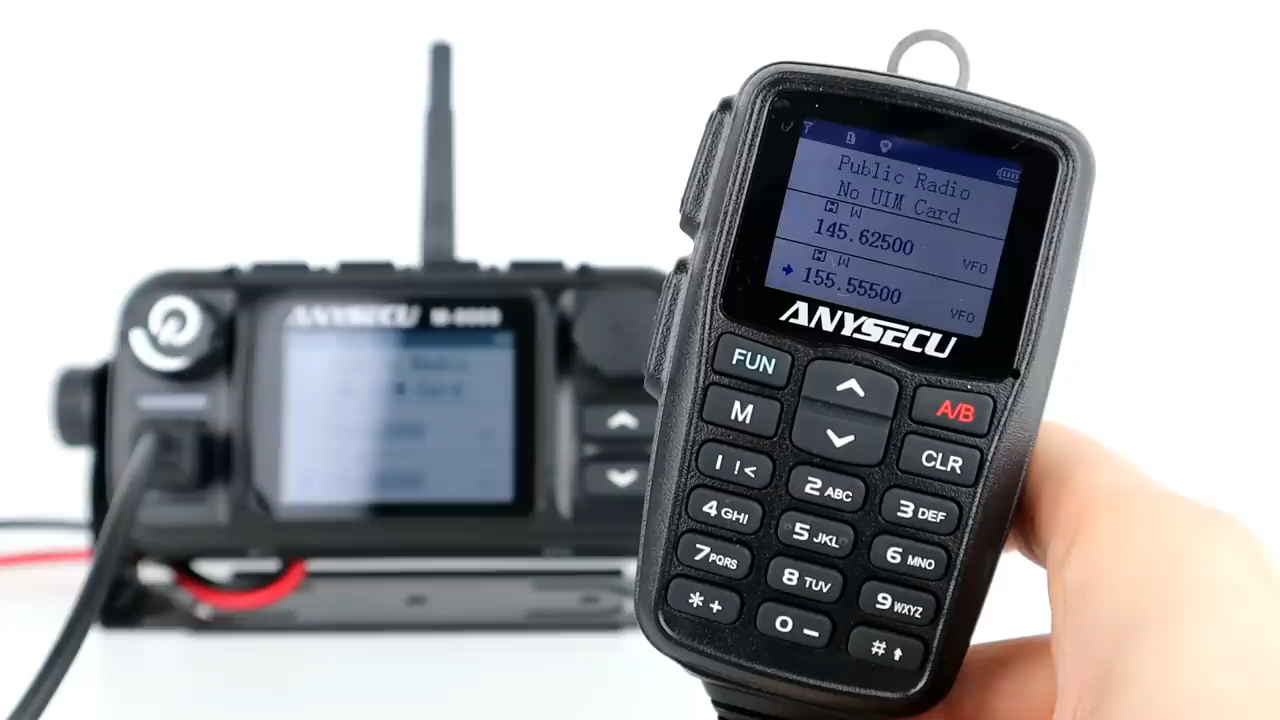 Public Radio
No UIM Card
H W
145.62500
VFO
H W
155.55500
VFO
ANYSECU
FUN
A/B
M
CLR
1 !<
2 ABC
3 DEF
4 GHI
5 JKL
6 MNO
7 PQRS
8 TUV
9 WXYZ
* +
0 –
#
ANYSECU